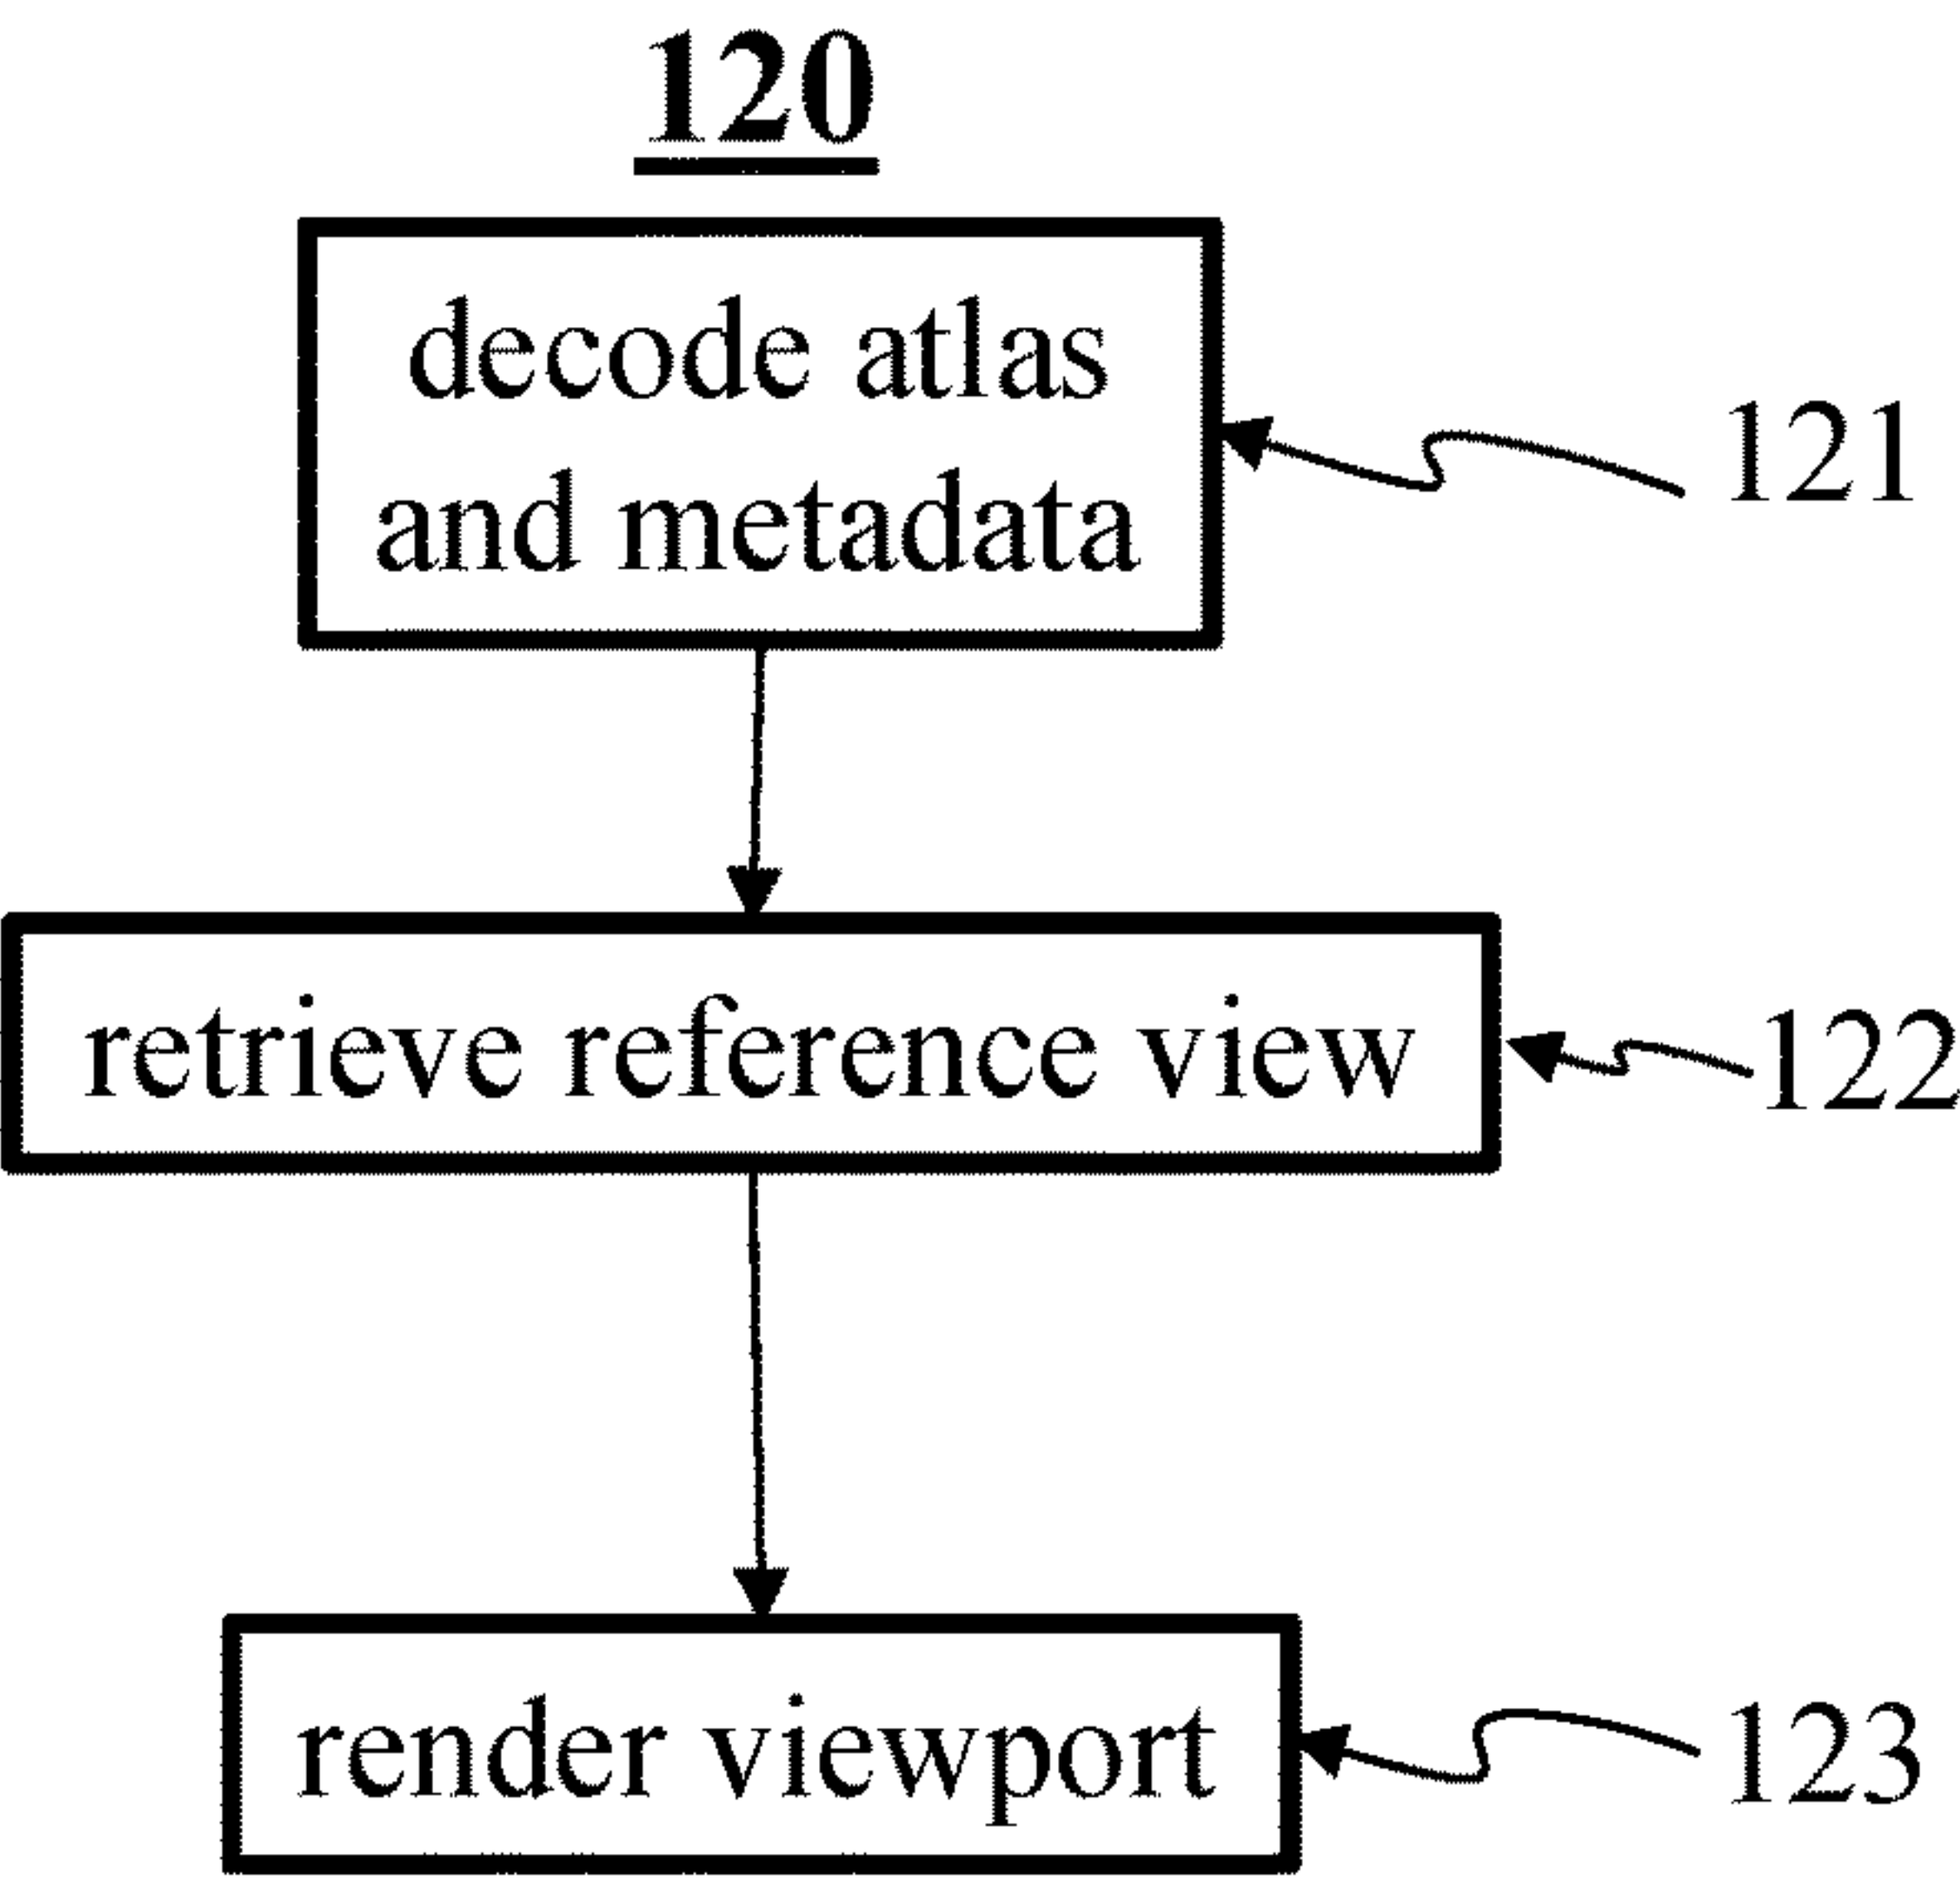 120
decode atlas
and metadata
121
retrieve reference view
122
render viewport
123